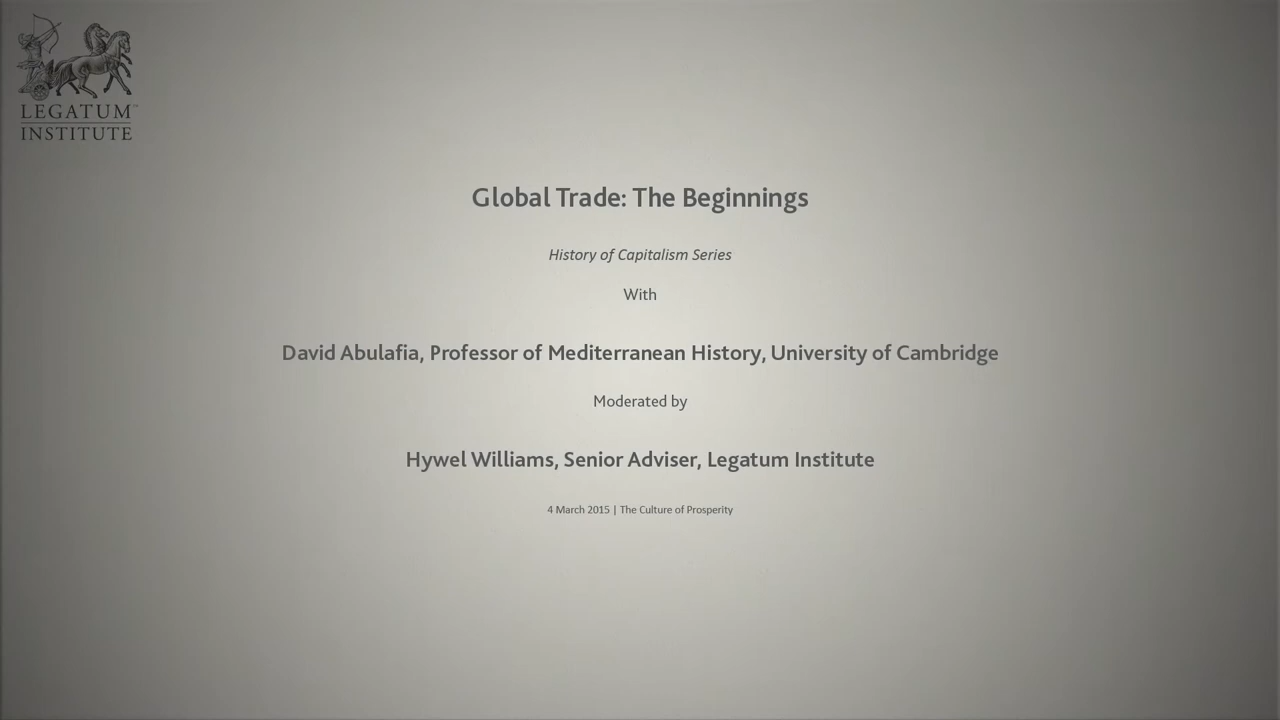 LEGATUM
INSTITUTE
Global Trade: The Beginnings
History of Capitalism Series
With
David Abulafia, Professor of Mediterranean History, University of Cambridge
Moderated by
Hywel Williams, Senior Adviser, Legatum Institute
4 March 2015 | The Culture of Prosperity